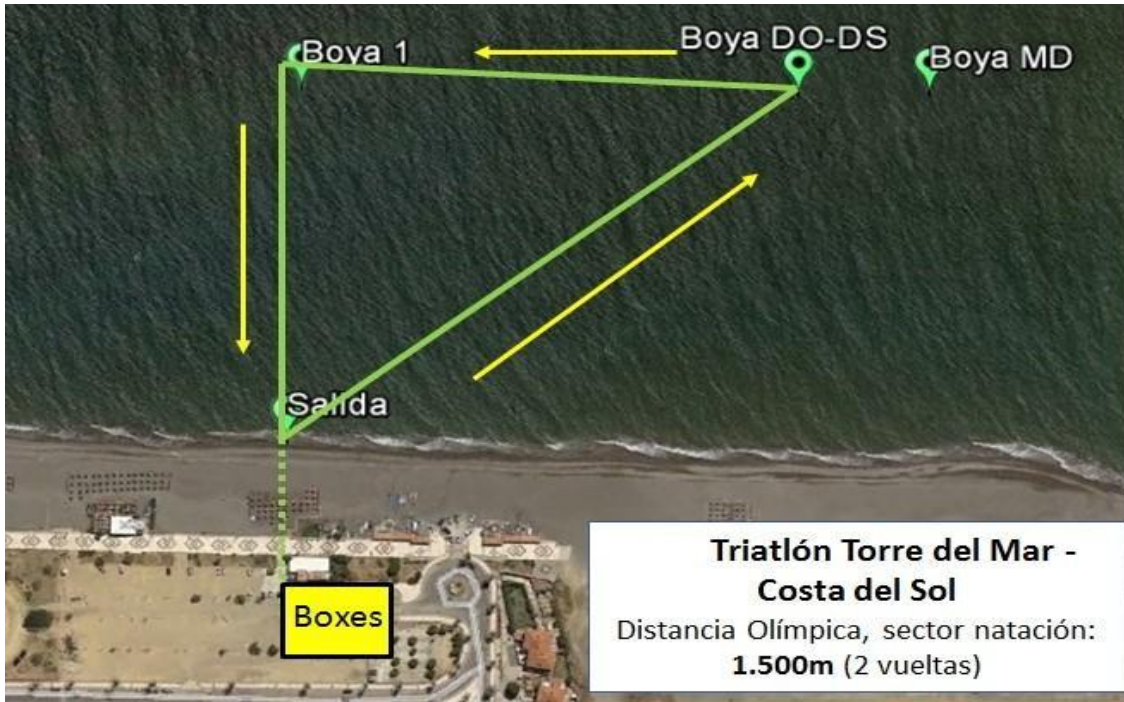 Boya 1
Boya DO-DS
Boya MD
Salida
Boxes
Triatlón Torre del Mar -
Costa del Sol
Distancia Olímpica, sector natación:
1.500m (2 vueltas)